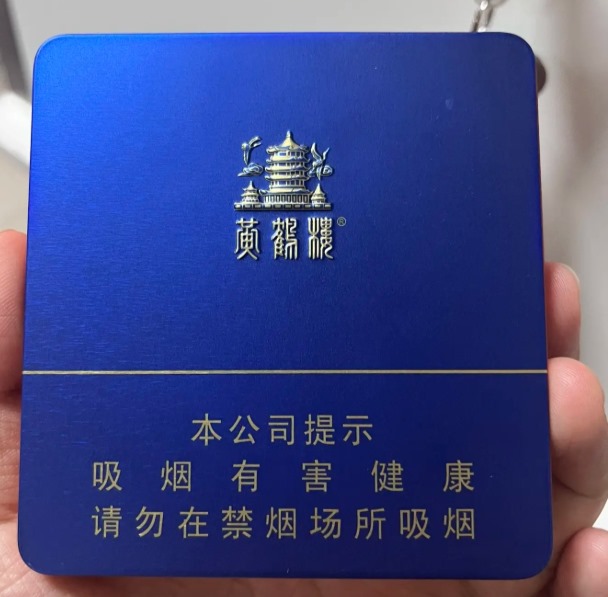 黄鹤楼®
本公司提示
吸烟有害健康
请勿在禁烟场所吸烟